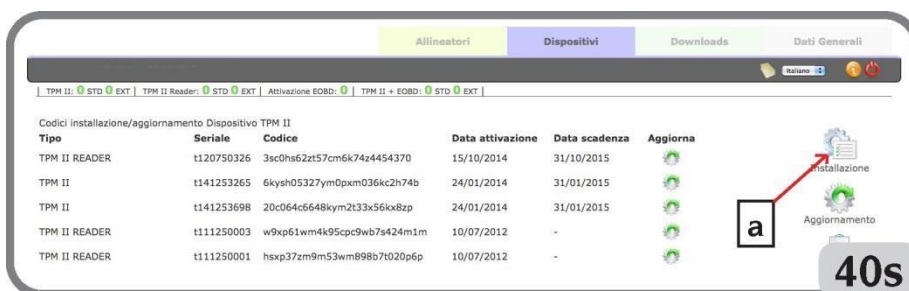 Allineatori Dispositivi Downloads Dati Generali
Italiano
| TPM II: 0 STD 0 EXT | TPM II Reader: 0 STD 0 EXT | Attivazione EOBD: 0 | TPM II + EOBD: 0 STD 0 EXT |
Codici installazione/aggiornamento Dispositivo TPM II
Tipo Seriale Codice Data attivazione Data scadenza Aggiorna
TPM II READER t120750326 3sc0hs62zt57cm6k74z4454370 15/10/2014 31/10/2015
TPM II t141253265 6kysh05327ym0pxm036kc2h74b 24/01/2014 31/01/2015
TPM II t141253698 20c064c6648kym2t33x56kx8zp 24/01/2014 31/01/2015
TPM II READER t111250003 w9xp61wm4k95cpc9wb7s424m1m 10/07/2012 -
TPM II READER t111250001 hsxp37zm9m53wm898b7t020p6p 10/07/2012 -
Installazione
a
Aggiornamento
40s